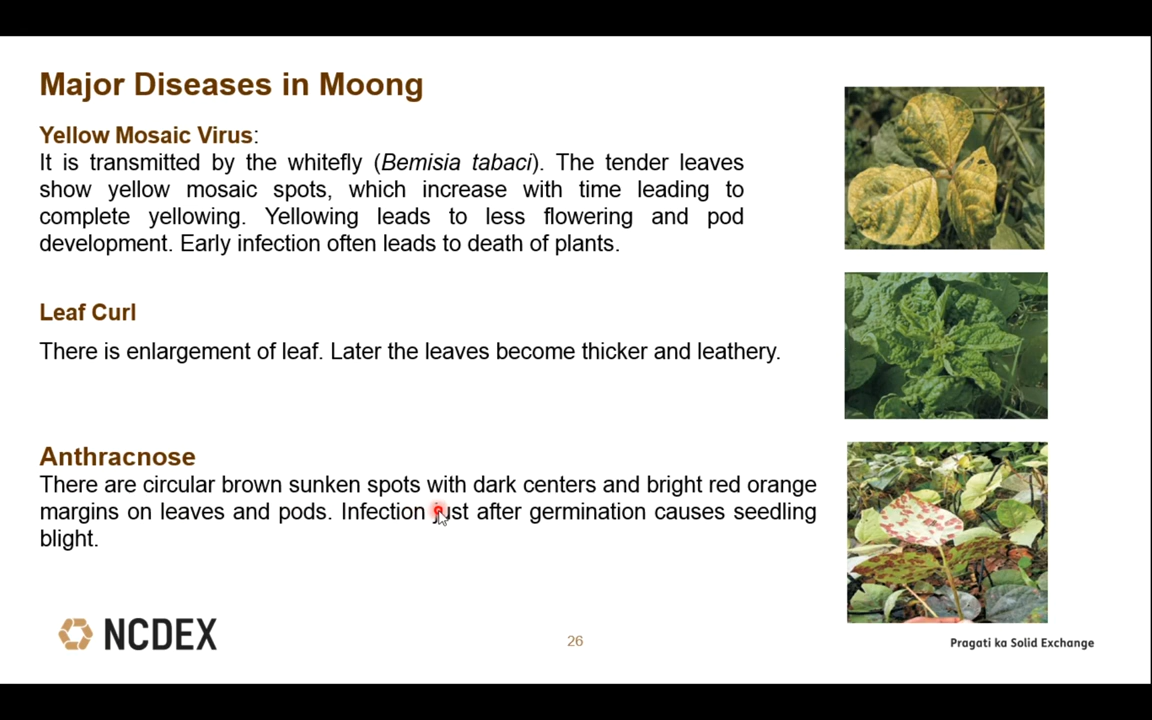 Major Diseases in Moong
Yellow Mosaic Virus:
It is transmitted by the whitefly (Bemisia tabaci). The tender leaves
show yellow mosaic spots, which increase with time leading to
complete yellowing. Yellowing leads to less flowering and pod
development. Early infection often leads to death of plants.
Leaf Curl
There is enlargement of leaf. Later the leaves become thicker and leathery.
Anthracnose
There are circular brown sunken spots with dark centers and bright red orange
margins on leaves and pods. Infection just after germination causes seedling
blight.
NCDEX
26
Pragati ka Solid Exchange